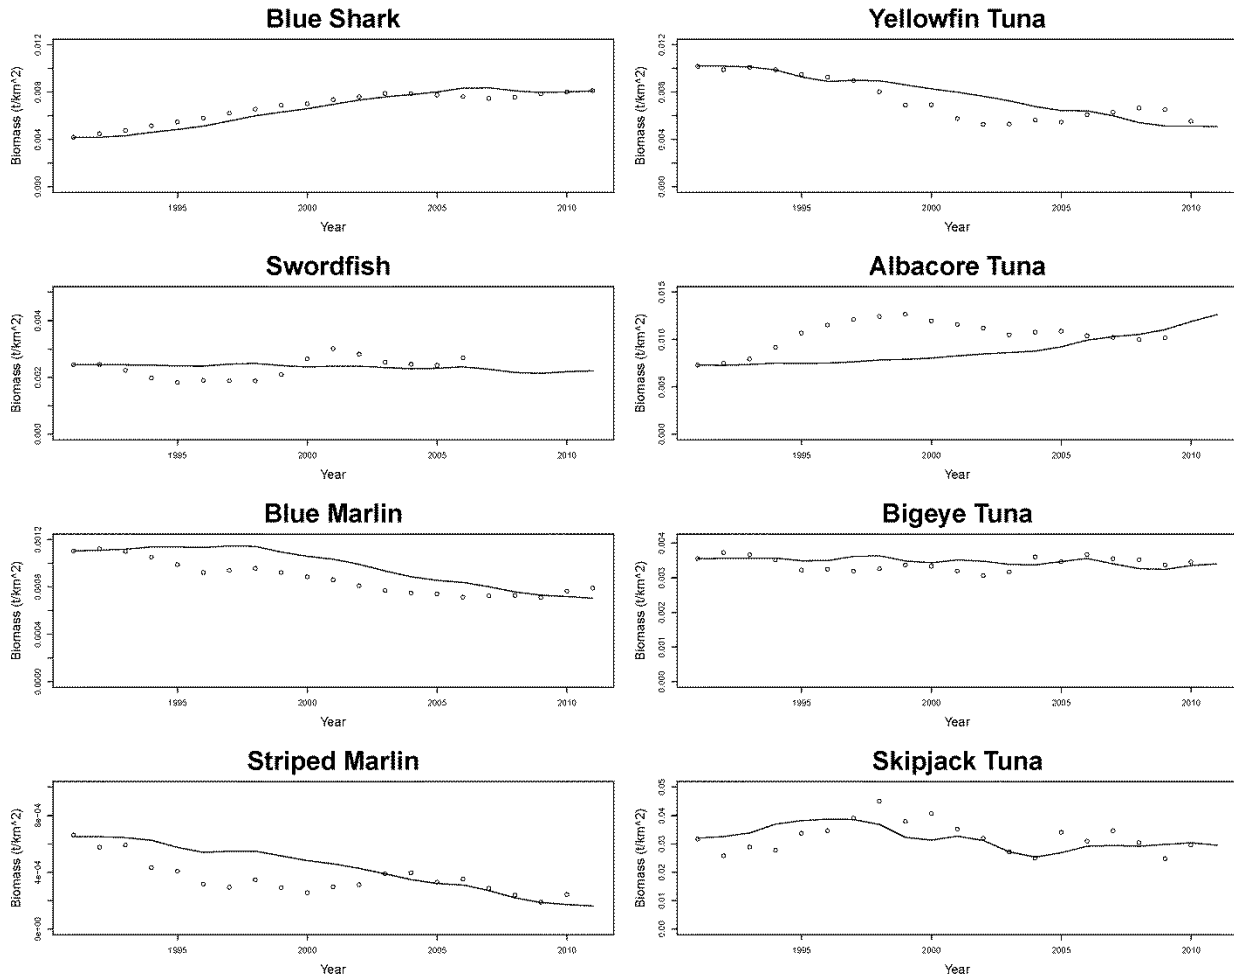 Blue Shark
Biomass (t/km^2)
0.012
0.008
0.004
0.000
1995 2000 2005 2010
Year
Yellowfin Tuna
Biomass (t/km^2)
0.012
0.008
0.004
0.000
1995 2000 2005 2010
Year
Swordfish
Biomass (t/km^2)
0.004
0.002
0.000
1995 2000 2005 2010
Year
Albacore Tuna
Biomass (t/km^2)
0.015
0.010
0.005
0.000
1995 2000 2005 2010
Year
Blue Marlin
Biomass (t/km^2)
0.0012
0.0008
0.0004
0.0000
1995 2000 2005 2010
Year
Bigeye Tuna
Biomass (t/km^2)
0.004
0.003
0.002
0.001
0.000
1995 2000 2005 2010
Year
Striped Marlin
Biomass (t/km^2)
8e-04
4e-04
0e+00
1995 2000 2005 2010
Year
Skipjack Tuna
Biomass (t/km^2)
0.05
0.04
0.03
0.02
0.01
0.00
1995 2000 2005 2010
Year